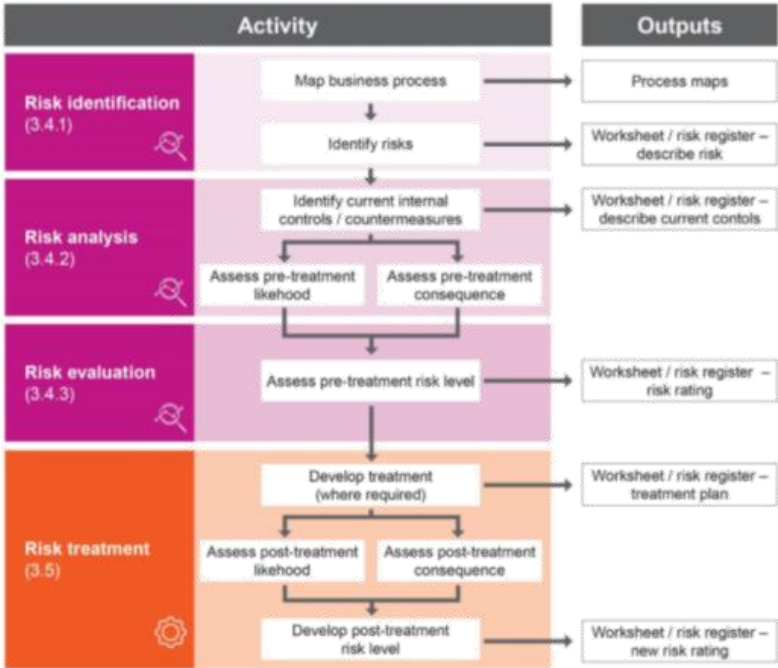 Activity
Outputs
Risk identification
(3.4.1)
Map business process
Process maps
Identify risks
Worksheet / risk register –
describe risk
Risk analysis
(3.4.2)
Identify current internal
controls / countermeasures
Worksheet / risk register –
describe current contols
Assess pre-treatment
likehood
Assess pre-treatment
consequence
Risk evaluation
(3.4.3)
Assess pre-treatment risk level
Worksheet / risk register –
risk rating
Risk treatment
(3.5)
Develop treatment
(where required)
Worksheet / risk register –
treatment plan
Assess post-treatment
likehood
Assess post-treatment
consequence
Develop post-treatment
risk level
Worksheet / risk register –
new risk rating